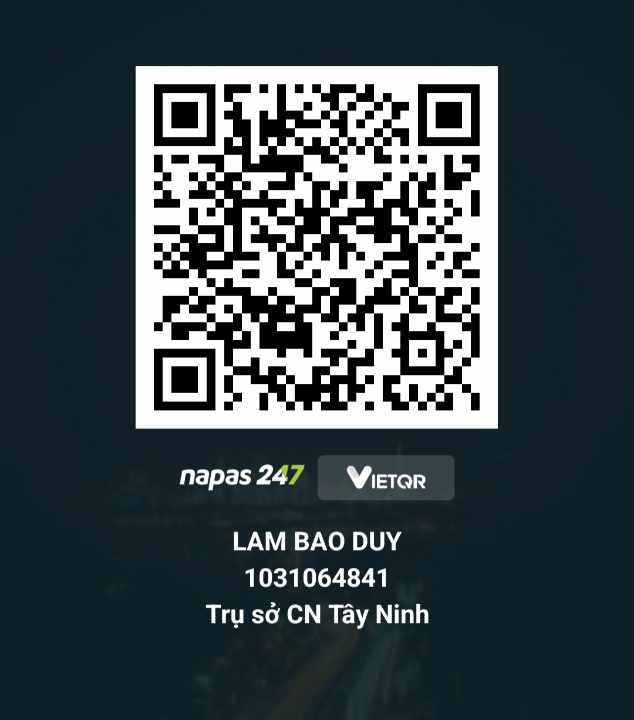 napas 247 VIETQR
LAM BAO DUY
1031064841
Trụ sở CN Tây Ninh